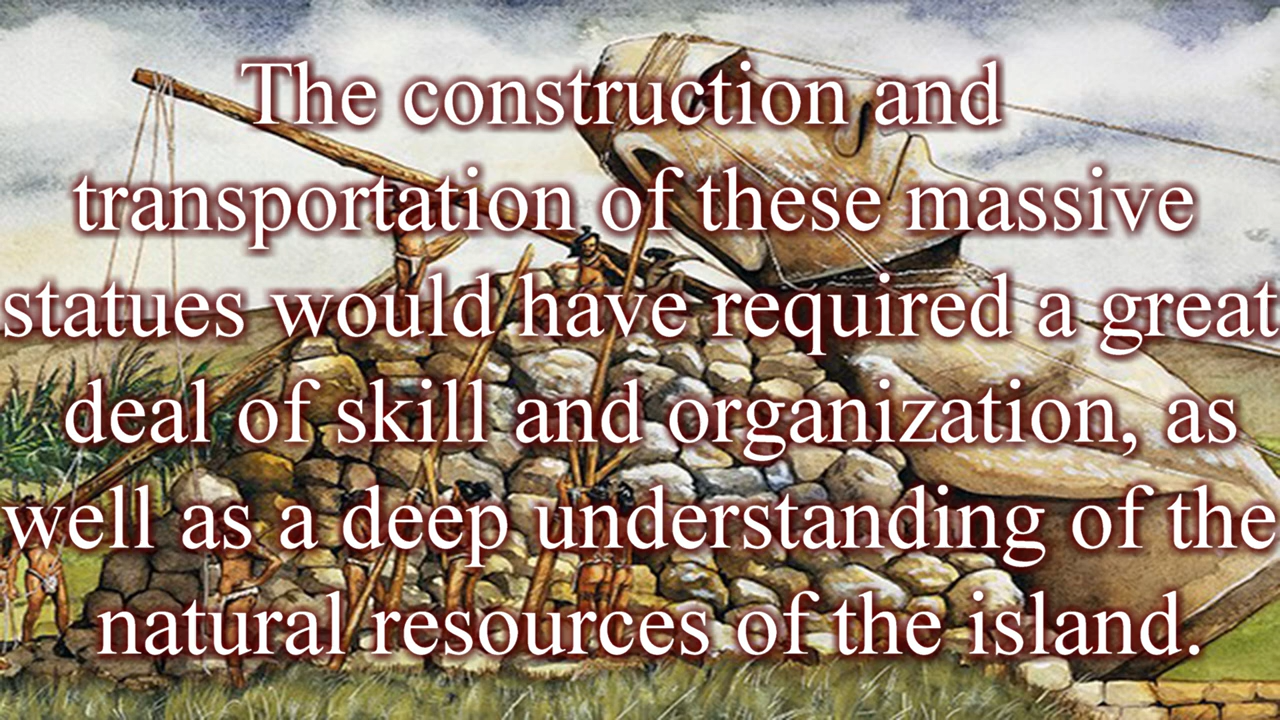 The construction and
transportation of these massive
statues would have required a great
deal of skill and organization, as
well as a deep understanding of the
natural resources of the island.